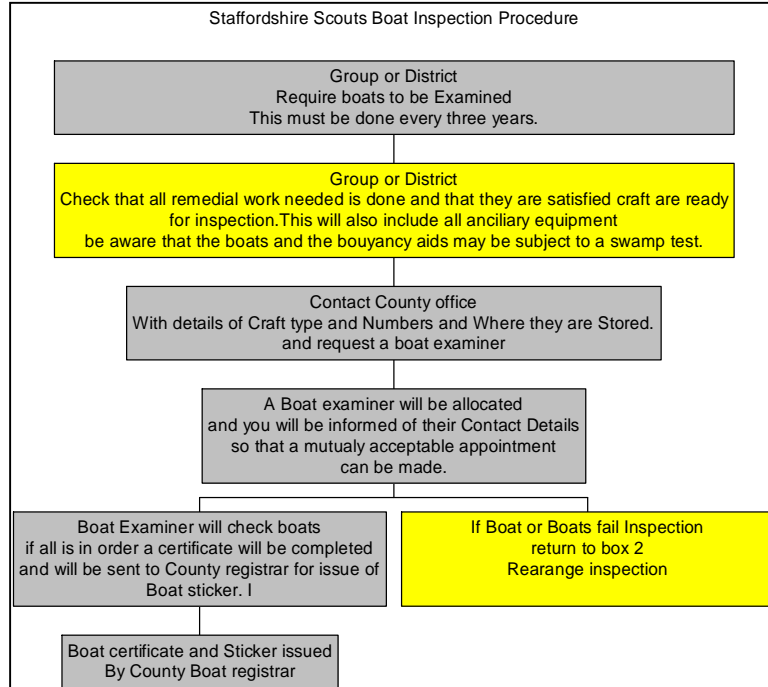 Staffordshire Scouts Boat Inspection Procedure
Group or District
Require boats to be Examined
This must be done every three years.
Group or District
Check that all remedial work needed is done and that they are satisfied craft are ready
for inspection.This will also include all anciliary equipment
be aware that the boats and the bouyancy aids may be subject to a swamp test.
Contact County office
With details of Craft type and Numbers and Where they are Stored.
and request a boat examiner
A Boat examiner will be allocated
and you will be informed of their Contact Details
so that a mutualy acceptable appointment
can be made.
Boat Examiner will check boats
if all is in order a certificate will be completed
and will be sent to County registrar for issue of
Boat sticker. I
If Boat or Boats fail Inspection
return to box 2
Rearange inspection
Boat certificate and Sticker issued
By County Boat registrar